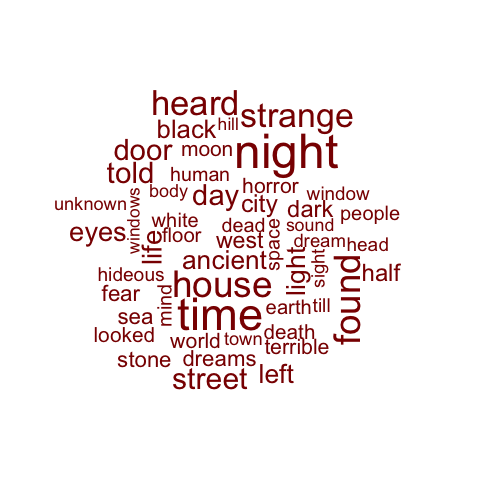 heard
strange
black
hill
night
door
moon
told
human
horror
body
day
window
unknown
windows
city
dark
people
white
dead
sound
eyes
life
floor
west
space
dream
head
ancient
light
sight
half
hideous
house
found
fear
mind
time
earth
till
sea
looked
world
town
death
terrible
stone
dreams
street
left